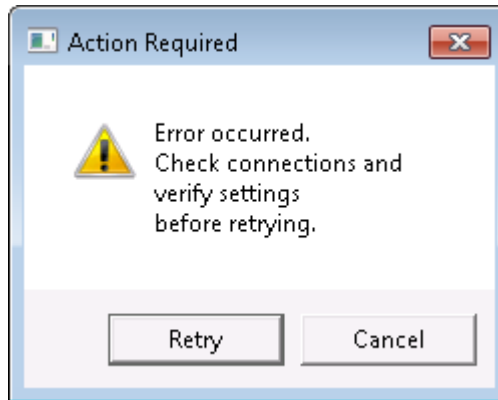 Action Required
Error occurred.
Check connections and
verify settings
before retrying.
Retry
Cancel